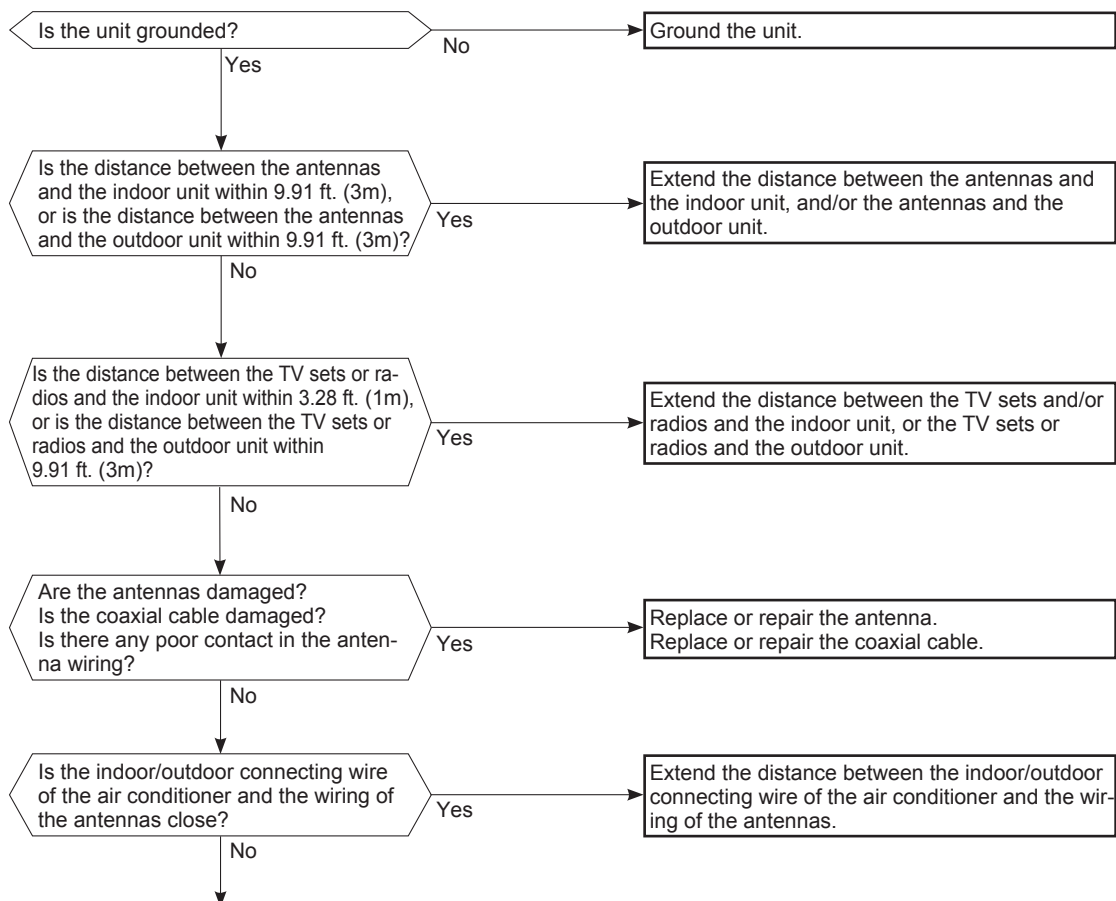 Is the unit grounded?
No
Ground the unit.
Yes
Is the distance between the antennas
and the indoor unit within 9.91 ft. (3m),
or is the distance between the antennas
and the outdoor unit within 9.91 ft. (3m)?
Yes
Extend the distance between the antennas and
the indoor unit, and/or the antennas and the
outdoor unit.
No
Is the distance between the TV sets or ra-
dios and the indoor unit within 3.28 ft. (1m),
or is the distance between the TV sets or
radios and the outdoor unit within
9.91 ft. (3m)?
Yes
Extend the distance between the TV sets and/or
radios and the indoor unit, or the TV sets or
radios and the outdoor unit.
No
Are the antennas damaged?
Is the coaxial cable damaged?
Is there any poor contact in the anten-
na wiring?
Yes
Replace or repair the antenna.
Replace or repair the coaxial cable.
No
Is the indoor/outdoor connecting wire
of the air conditioner and the wiring of
the antennas close?
Yes
Extend the distance between the indoor/outdoor
connecting wire of the air conditioner and the wir-
ing of the antennas.
No